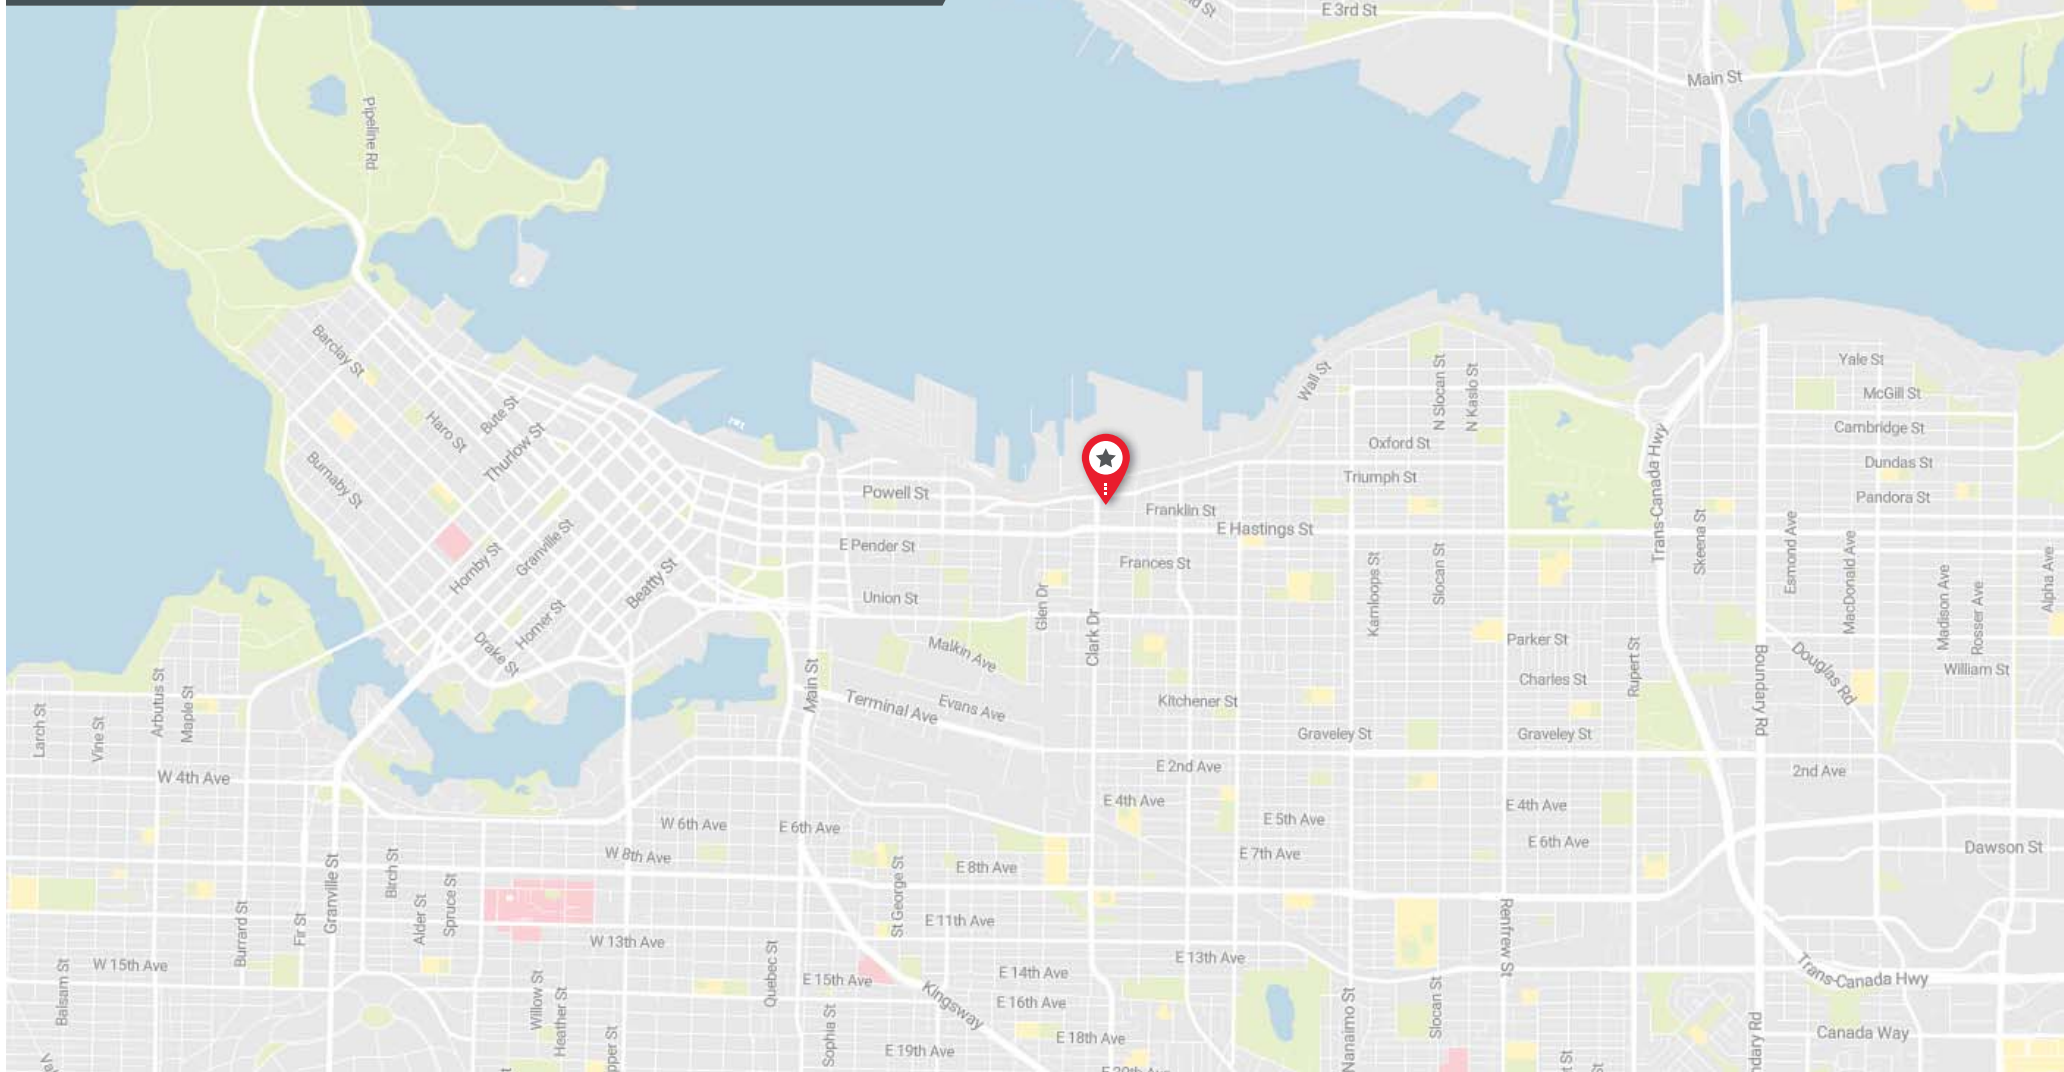 E 3rd St
Main St
Pipeline Rd
Barclay St
Haro St
Bute St
Thurlow St
Burnaby St
Hornby St
Granville St
Homer St
Drake St
Beatty St
Wall St
N Slocan St
N Kaslo St
Yale St
McGill St
Cambridge St
Oxford St
Triumph St
Dundas St
Pandora St
Trans-Canada Hwy
Powell St
Franklin St
E Hastings St
E Pender St
Frances St
Union St
Glen Dr
Clark Dr
Kamloops St
Slocan St
Skeena St
Esmond Ave
MacDonald Ave
Madison Ave
Rosser Ave
Alpha Ave
Malkin Ave
Main St
Terminal Ave
Evans Ave
Parker St
Charles St
Rupert St
Boundary Rd
Douglas Rd
William St
Kitchener St
Graveley St
Graveley St
Larch St
Vine St
Arbutus St
Maple St
W 4th Ave
E 2nd Ave
2nd Ave
E 4th Ave
E 4th Ave
W 6th Ave
E 6th Ave
E 5th Ave
E 6th Ave
W 8th Ave
E 8th Ave
E 7th Ave
Dawson St
Granville St
Birch St
Alder St
Spruce St
Burrard St
Fir St
St George St
E 11th Ave
W 13th Ave
E 13th Ave
Renfrew St
Balsam St
W 15th Ave
Willow St
Heather St
Quebec St
E 15th Ave
E 14th Ave
E 16th Ave
Kingsway
Sophia St
E 18th Ave
E 19th Ave
Nanaimo St
Slocan St
Trans-Canada Hwy
Canada Way